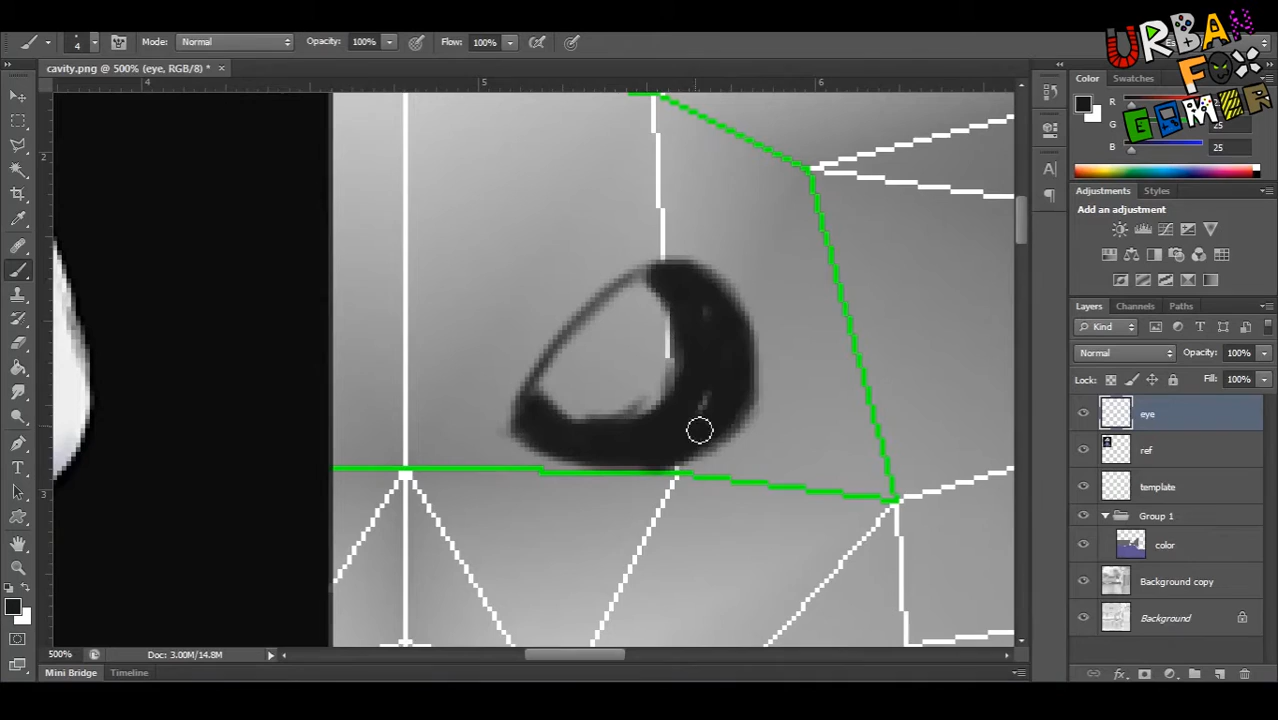 URBAN
FOX
GAMER
4
Mode: Normal
Opacity: 100%
Flow: 100%
Es
cavity.png @ 500% (eye, RGB/8) *
4
5
6
2
3
Color
Swatches
R
G
25
B
25
Adjustments
Styles
Add an adjustment
Layers
Channels
Paths
Kind
Normal
Opacity: 100%
Lock:
Fill: 100%
eye
ref
template
Group 1
color
Background copy
Background
500%
Doc: 3.00M/14.8M
Mini Bridge
Timeline